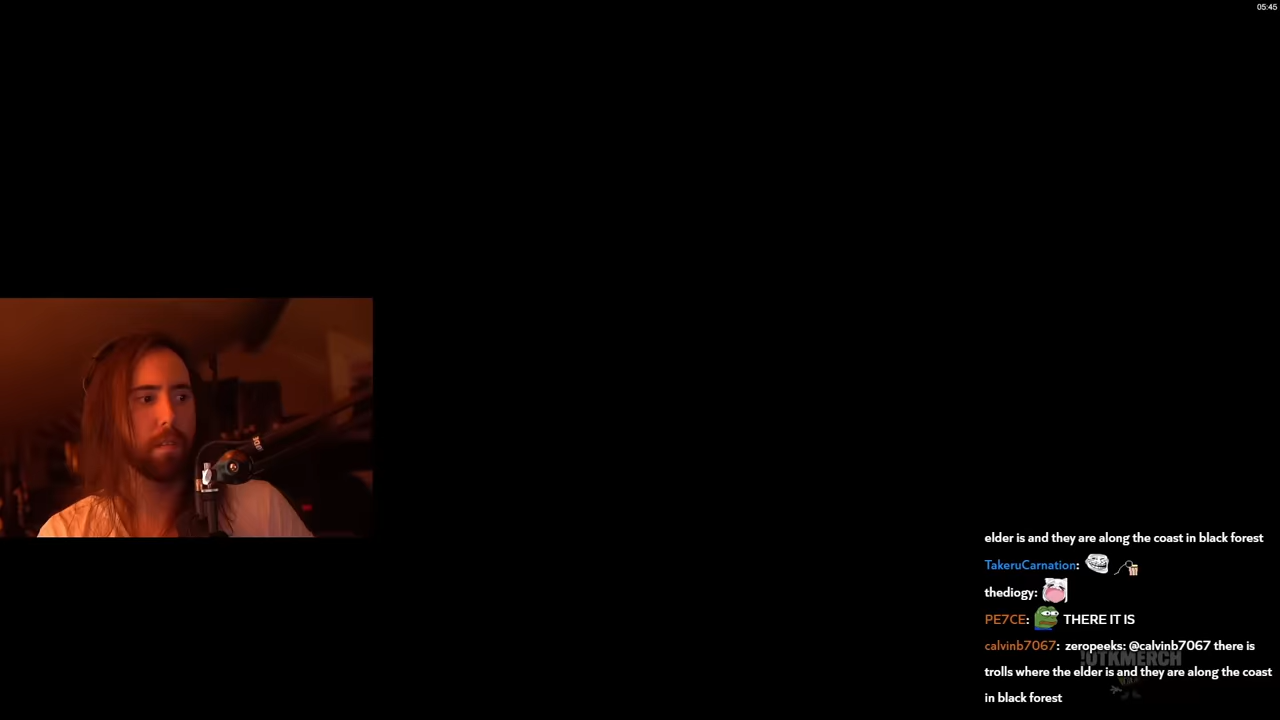 05:45
elder is and they are along the coast in black forest
TakeruCarnation:
thediogy:
PE7CE: THERE IT IS
calvinb7067: zeropeeks: @calvinb7067 there is
!OTKMERCH
trolls where the elder is and they are along the coast
in black forest